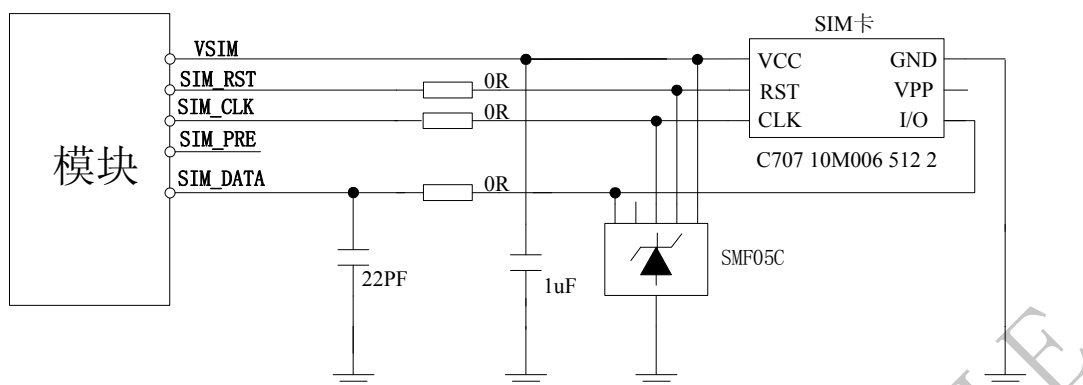 SIM卡
VSIM
SIM_RST
SIM_CLK
SIM_PRE
SIM_DATA
模块
0R
0R
0R
VCC
RST
CLK
GND
VPP
I/O
C707 10M006 512 2
22PF
1uF
SMF05C
LE